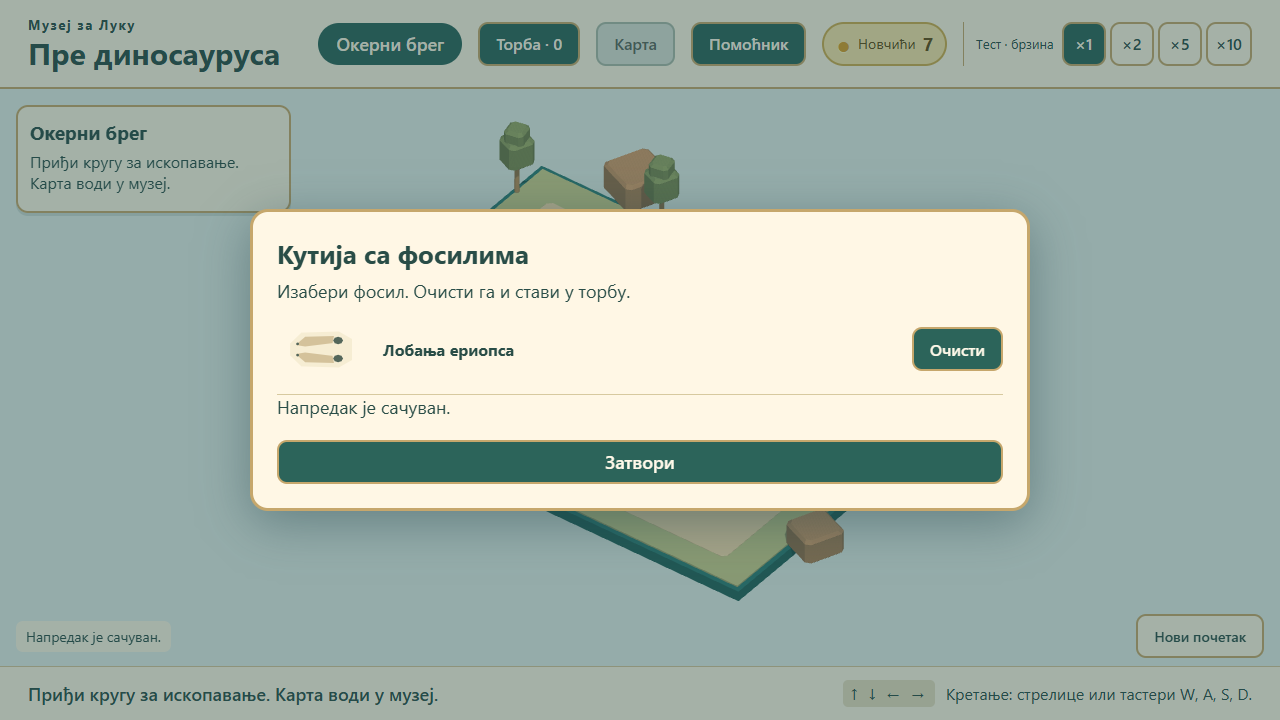 Музеј за Луку
Пре диносауруса
Окерни брег
Торба · 0
Карта
Помоћник
Новчићи 7
Тест · брзина
×1
×2
×5
×10
Окерни брег
Приђи кругу за ископавање.
Карта води у музеј.
Кутија са фосилима
Изабери фосил. Очисти га и стави у торбу.
Лобања ериопса
Очисти
Напредак је сачуван.
Затвори
Напредак је сачуван.
Нови почетак
Приђи кругу за ископавање. Карта води у музеј.
↑ ↓ ← →
Кретање: стрелице или тастери W, A, S, D.